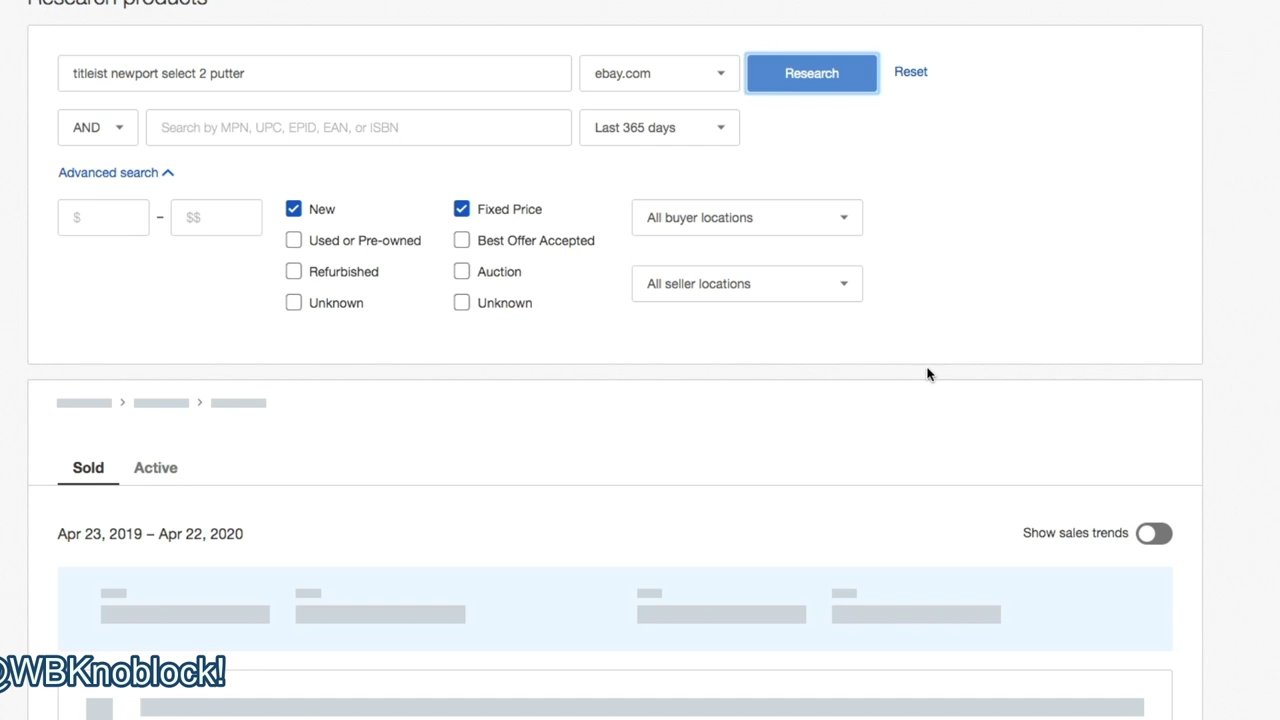 Research products
titleist newport select 2 putter
ebay.com
Research
Reset
AND
Search by MPN, UPC, EPID, EAN, or ISBN
Last 365 days
Advanced search
$
–
$$
New
Fixed Price
All buyer locations
Used or Pre-owned
Best Offer Accepted
Refurbished
Auction
All seller locations
Unknown
Unknown
Sold
Active
Apr 23, 2019 – Apr 22, 2020
Show sales trends
@WBKnoblock!